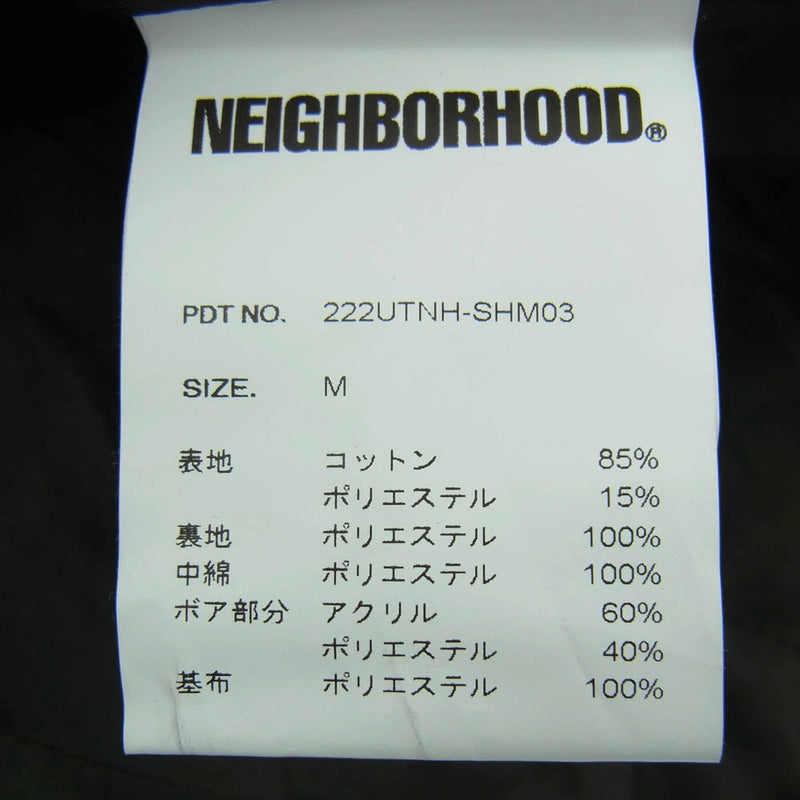 NEIGHBORHOOD®
PDT NO. 222UTNH-SHM03
SIZE. M
表地 コットン 85%
ポリエステル 15%
裏地 ポリエステル 100%
中綿 ポリエステル 100%
ボア部分 アクリル 60%
ポリエステル 40%
基布 ポリエステル 100%